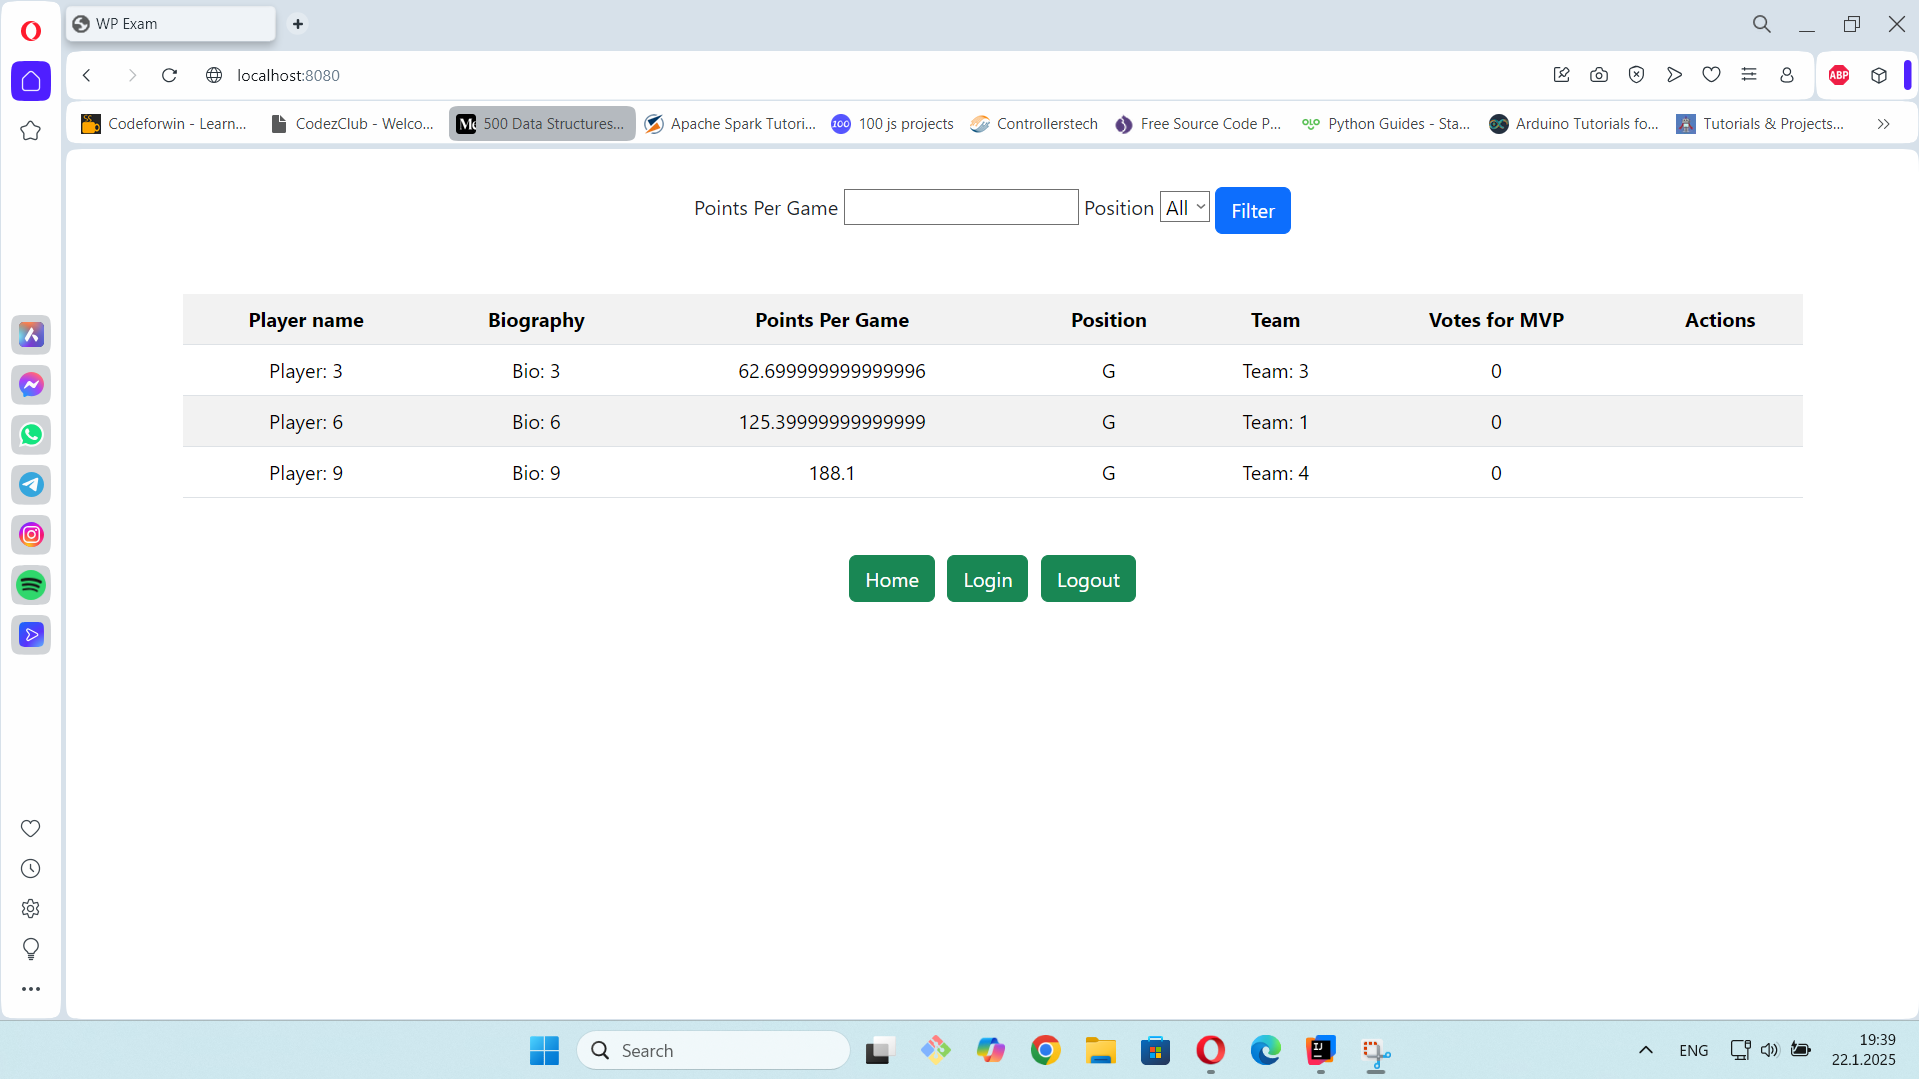 WP Exam
localhost:8080
ABP
Codeforwin - Learn...
CodezClub - Welco...
500 Data Structures...
Apache Spark Tutori...
100 js projects
Controllerstech
Free Source Code P...
Python Guides - Sta...
Arduino Tutorials fo...
Tutorials & Projects...
Points Per Game
Position
All
Filter
Player name Biography Points Per Game Position Team Votes for MVP Actions
Player: 3 Bio: 3 62.699999999999996 G Team: 3 0
Player: 6 Bio: 6 125.39999999999999 G Team: 1 0
Player: 9 Bio: 9 188.1 G Team: 4 0
Home
Login
Logout
Search
ENG
19:39
22.1.2025